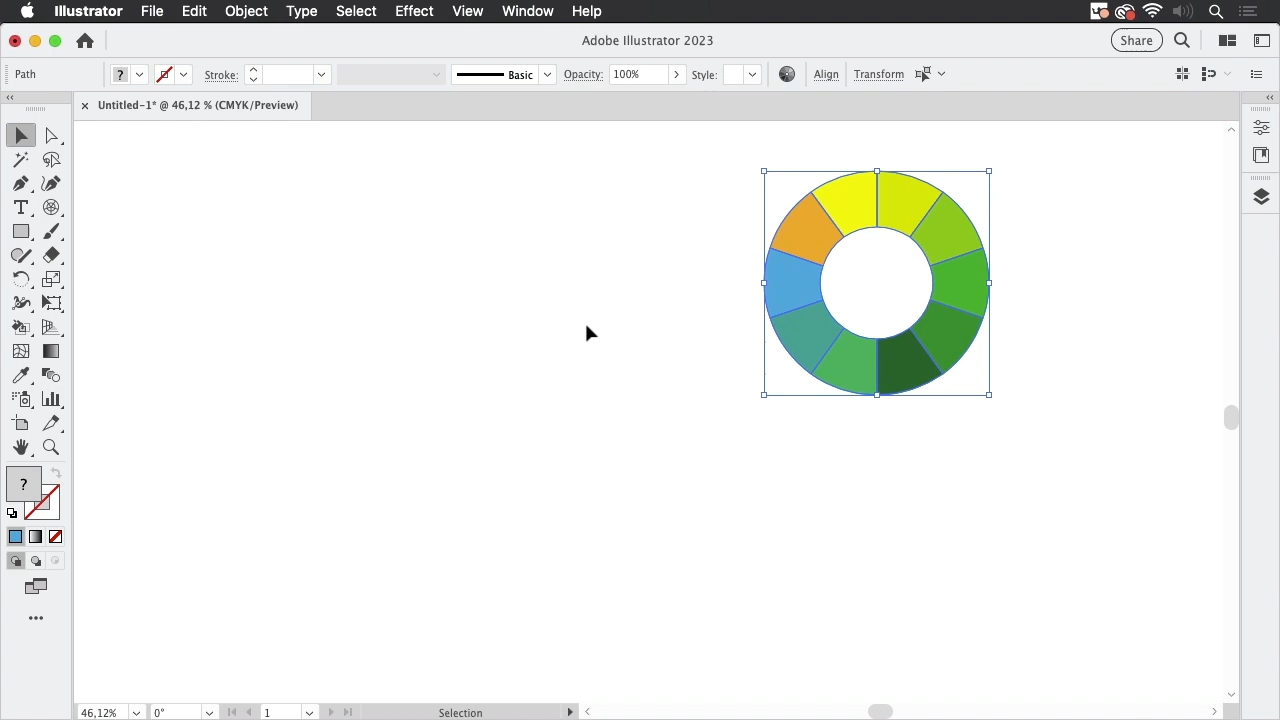 Illustrator File Edit Object Type Select Effect View Window Help
Adobe Illustrator 2023
Share
Path
?
Stroke:
Basic
Opacity:
100%
Style:
Align
Transform
× Untitled-1* @ 46,12 % (CMYK/Preview)
?
46,12%
0°
1
Selection